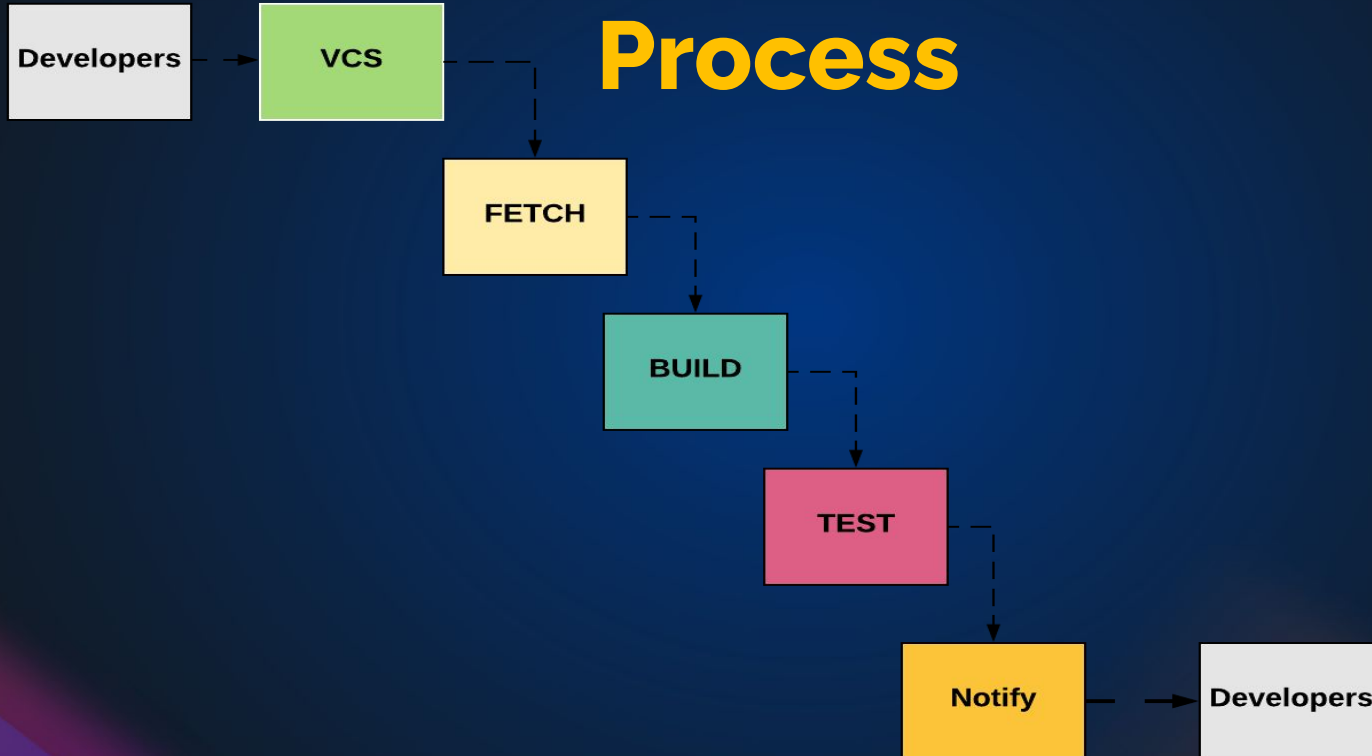 Process
Developers
VCS
FETCH
BUILD
TEST
Notify
Developers